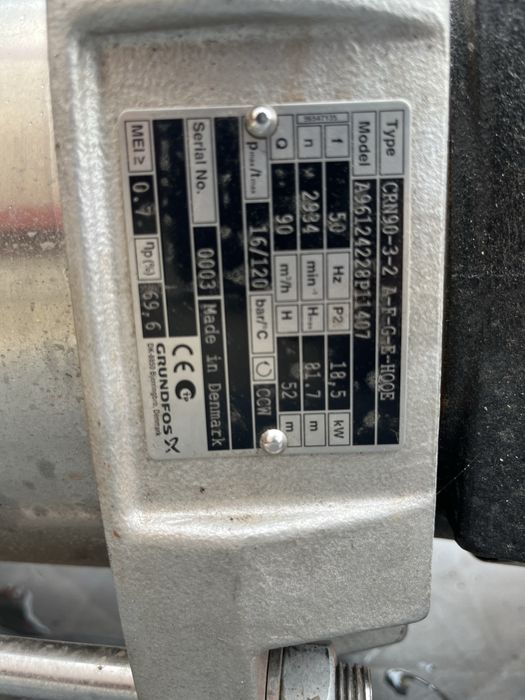 Type CRN90-3-2 A-F-G-E-HQQE
Model A96124228P11407
96547135
f 50 Hz P2 18,5 kW
n 2934 min⁻¹ Hmax 81.7 m
Q 90 m³/h H 52 m
pmax/tmax 16/120 bar/°C CCW
Serial No. 0003 Made in Denmark
MEI ≥ 0.7 ηp(%) 69,6
CE
GRUNDFOS X
DK-8850 Bjerringbro, Denmark